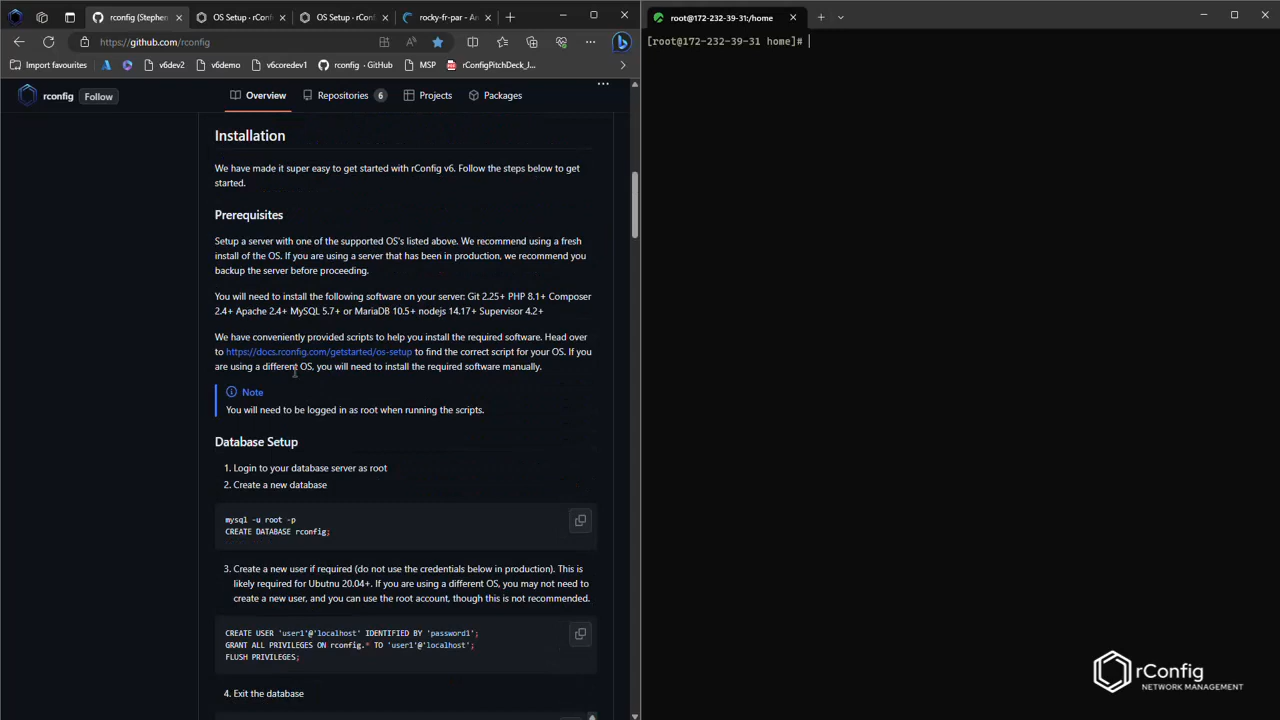 rconfig (Stephen
OS Setup · rConf
OS Setup · rConf
rocky-fr-par - A
root@172-232-39-31:/home
https://github.com/rconfig
Import favourites
v6dev2
v6demo
v6coredev1
rconfig · GitHub
MSP
rConfigPitchDeck_J...
[root@172-232-39-31 home]#
rconfig
Follow
Overview
Repositories 6
Projects
Packages
Installation
We have made it super easy to get started with rConfig v6. Follow the steps below to get
started.
Prerequisites
Setup a server with one of the supported OS's listed above. We recommend using a fresh
install of the OS. If you are using a server that has been in production, we recommend you
backup the server before proceeding.
You will need to install the following software on your server: Git 2.25+ PHP 8.1+ Composer
2.4+ Apache 2.4+ MySQL 5.7+ or MariaDB 10.5+ nodejs 14.17+ Supervisor 4.2+
We have conveniently provided scripts to help you install the required software. Head over
to https://docs.rconfig.com/getstarted/os-setup to find the correct script for your OS. If you
are using a different OS, you will need to install the required software manually.
Note
You will need to be logged in as root when running the scripts.
Database Setup
1. Login to your database server as root
2. Create a new database
mysql -u root -p
CREATE DATABASE rconfig;
3. Create a new user if required (do not use the credentials below in production). This is
likely required for Ubutnu 20.04+. If you are using a different OS, you may not need to
create a new user, and you can use the root account, though this is not recommended.
CREATE USER 'user1'@'localhost' IDENTIFIED BY 'password1';
GRANT ALL PRIVILEGES ON rconfig.* TO 'user1'@'localhost';
FLUSH PRIVILEGES;
4. Exit the database
rConfig
NETWORK MANAGEMENT